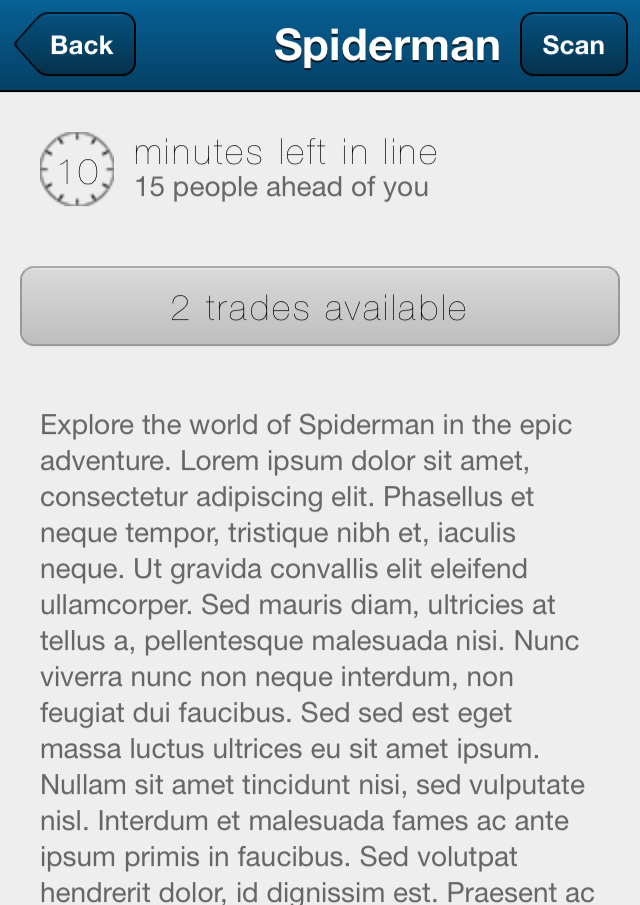 Back
Spiderman
Scan
10
minutes left in line
15 people ahead of you
2 trades available
Explore the world of Spiderman in the epic
adventure. Lorem ipsum dolor sit amet,
consectetur adipiscing elit. Phasellus et
neque tempor, tristique nibh et, iaculis
neque. Ut gravida convallis elit eleifend
ullamcorper. Sed mauris diam, ultricies at
tellus a, pellentesque malesuada nisi. Nunc
viverra nunc non neque interdum, non
feugiat dui faucibus. Sed sed est eget
massa luctus ultrices eu sit amet ipsum.
Nullam sit amet tincidunt nisi, sed vulputate
nisl. Interdum et malesuada fames ac ante
ipsum primis in faucibus. Sed volutpat
hendrerit dolor, id dignissim est. Praesent ac